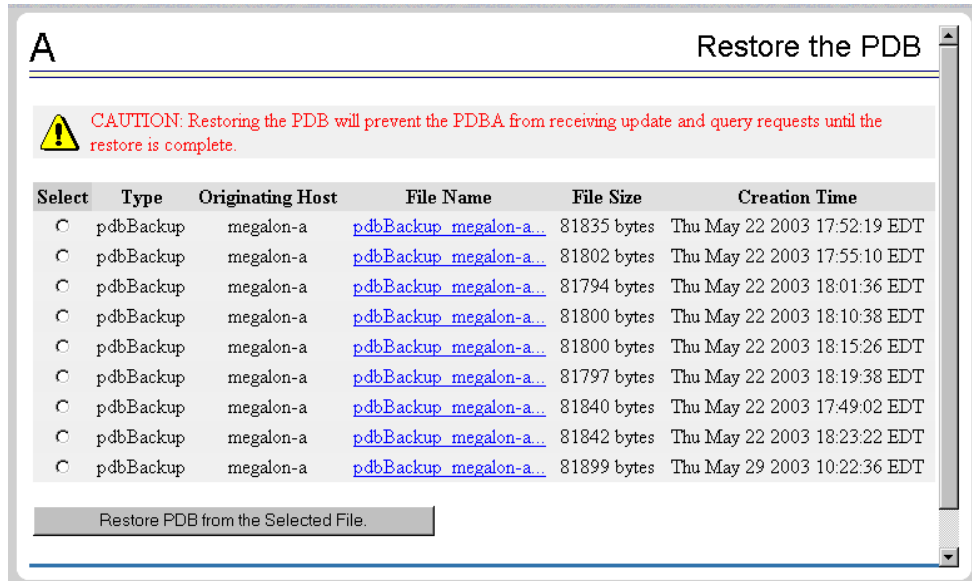 A Restore the PDB
CAUTION: Restoring the PDB will prevent the PDBA from receiving update and query requests until the
restore is complete.
Select Type Originating Host File Name File Size Creation Time
pdbBackup megalon-a pdbBackup_megalon-a... 81835 bytes Thu May 22 2003 17:52:19 EDT
pdbBackup megalon-a pdbBackup_megalon-a... 81802 bytes Thu May 22 2003 17:55:10 EDT
pdbBackup megalon-a pdbBackup_megalon-a... 81794 bytes Thu May 22 2003 18:01:36 EDT
pdbBackup megalon-a pdbBackup_megalon-a... 81800 bytes Thu May 22 2003 18:10:38 EDT
pdbBackup megalon-a pdbBackup_megalon-a... 81800 bytes Thu May 22 2003 18:15:26 EDT
pdbBackup megalon-a pdbBackup_megalon-a... 81797 bytes Thu May 22 2003 18:19:38 EDT
pdbBackup megalon-a pdbBackup_megalon-a... 81840 bytes Thu May 22 2003 17:49:02 EDT
pdbBackup megalon-a pdbBackup_megalon-a... 81842 bytes Thu May 22 2003 18:23:22 EDT
pdbBackup megalon-a pdbBackup_megalon-a... 81899 bytes Thu May 29 2003 10:22:36 EDT
Restore PDB from the Selected File.